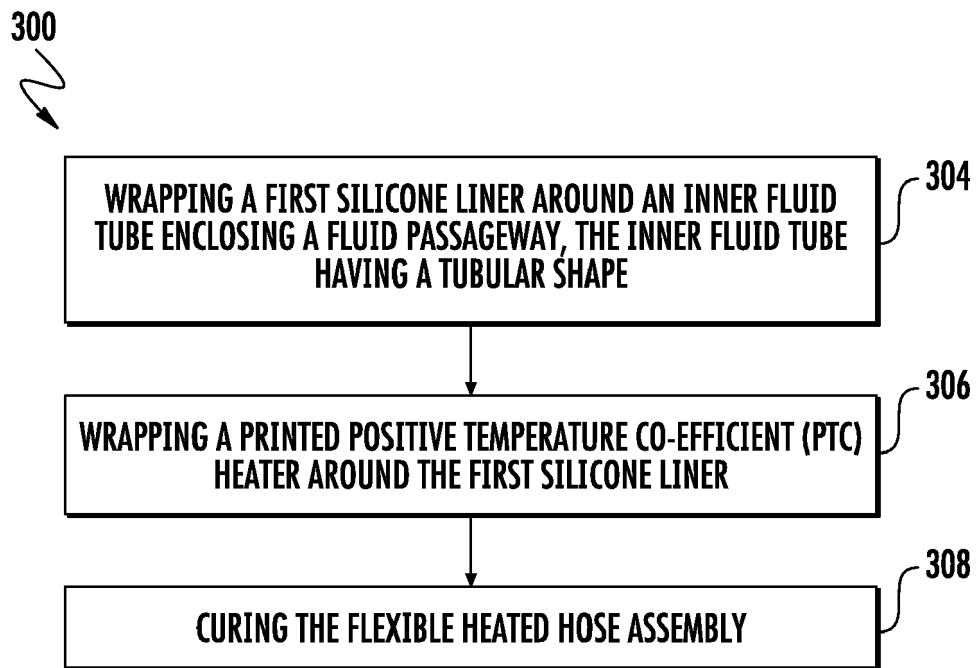 300
WRAPPING A FIRST SILICONE LINER AROUND AN INNER FLUID
TUBE ENCLOSING A FLUID PASSAGEWAY, THE INNER FLUID TUBE
HAVING A TUBULAR SHAPE
304
WRAPPING A PRINTED POSITIVE TEMPERATURE CO-EFFICIENT (PTC)
HEATER AROUND THE FIRST SILICONE LINER
306
CURING THE FLEXIBLE HEATED HOSE ASSEMBLY
308